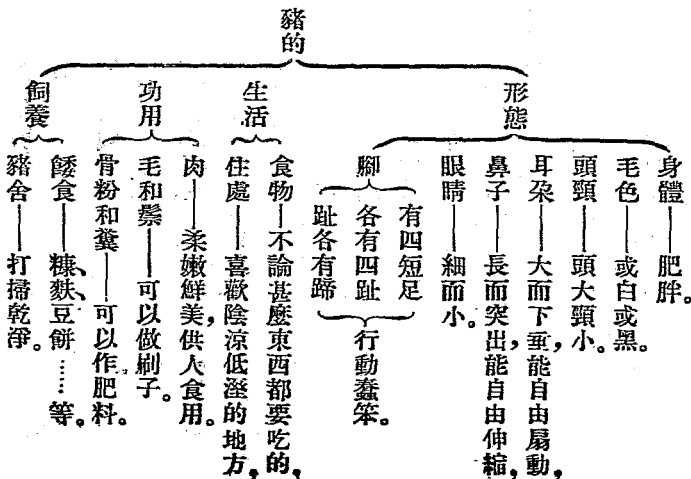 豬的
形態
身體——肥胖。
毛色——或白或黑。
頭頸——頭大頸小。
耳朵——大而下垂，能自由扇動，
鼻子——長而突出，能自由伸縮，
眼睛——細而小。
腳
有四短足
各有四趾
趾各有蹄
行動蠢笨。
生活
食物——不論甚麼東西都要吃的，
住處——喜歡陰涼低溼的地方，
功用
肉——柔嫩鮮美，供人食用。
毛和鬃——可以做刷子。
骨粉和糞——可以作肥料。
飼養
餧食——糠、麩、豆餅……等。
豬舍——打掃乾淨。